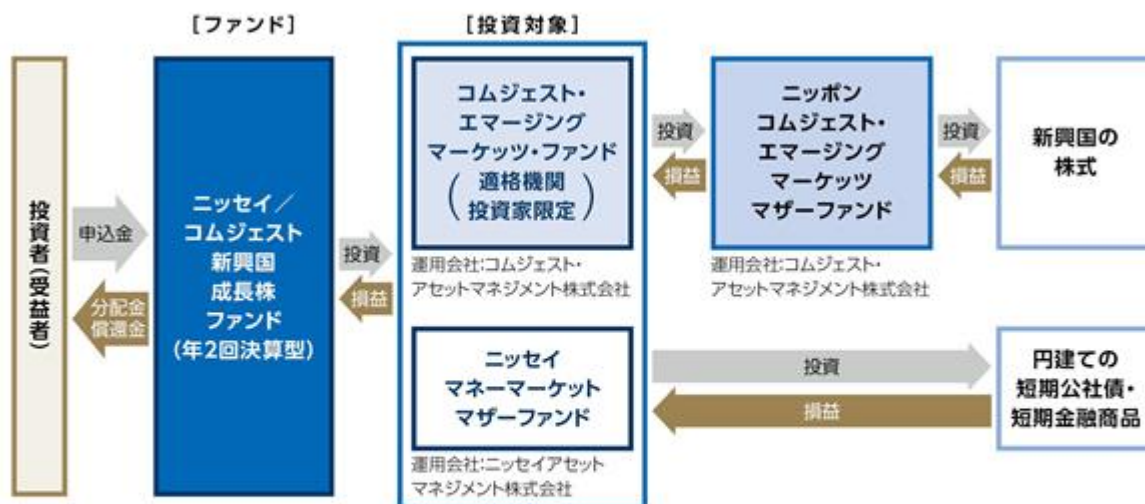 [ファンド]
[投資対象]
投資者(受益者)
申込金
分配金
償還金
ニッセイ/
コムジェスト
新興国
成長株
ファンド
(年2回決算型)
投資
損益
コムジェスト・
エマージング
マーケッツ・ファンド
(適格機関
投資家限定)
運用会社:コムジェスト・
アセットマネジメント株式会社
投資
損益
ニッポン
コムジェスト・
エマージング
マーケッツ
マザーファンド
運用会社:コムジェスト・
アセットマネジメント株式会社
投資
損益
新興国の
株式
ニッセイ
マネーマーケット
マザーファンド
運用会社:ニッセイアセット
マネジメント株式会社
投資
損益
円建ての
短期公社債・
短期金融商品